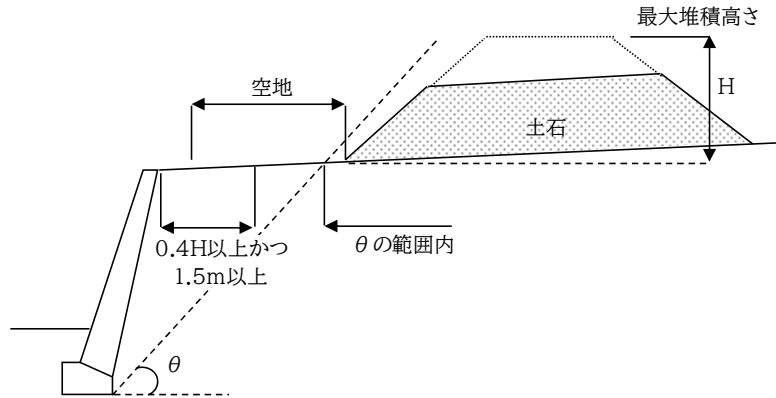 最大堆積高さ
空地
H
土石
0.4H以上かつ
1.5m以上
θの範囲内
θ